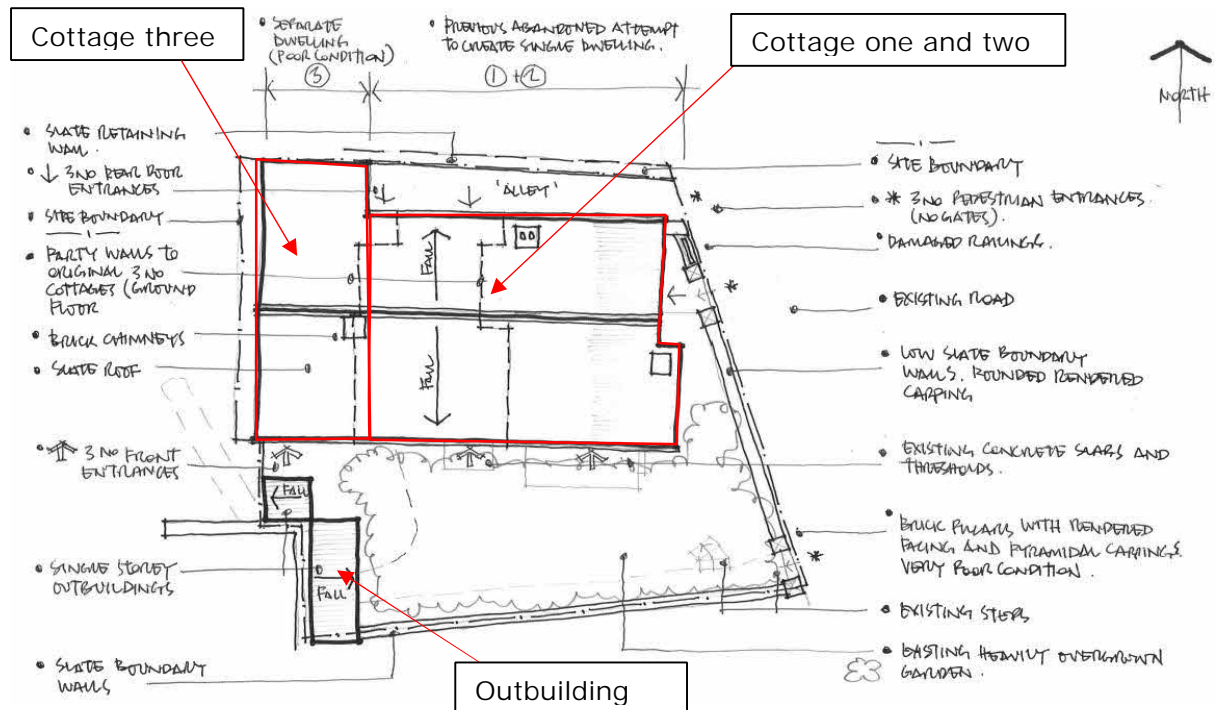 Cottage three
• SEPARATE
DWELLING
(POOR CONDITION)
③
• PREVIOUS ABANDONED ATTEMPT
TO CREATE SINGLE DWELLING.
① + ②
Cottage one and two
NORTH
• SLATE RETAINING
WALL.
• ↓ 3NO REAR DOOR
ENTRANCES
• SITE BOUNDARY
• PARTY WALLS TO
ORIGINAL 3 NO
COTTAGES (GROUND
FLOOR
• BRICK CHIMNEYS
• SLATE ROOF
• 3 NO FRONT
ENTRANCES
• SINGLE STOREY
OUTBUILDINGS
• SLATE BOUNDARY
WALLS
'ALLEY'
FALL
FALL
FALL
FALL
Outbuilding
• SITE BOUNDARY
• * 3NO PEDESTRIAN ENTRANCES
(NO GATES).
• DAMAGED RAILINGS.
• EXISTING ROAD
• LOW SLATE BOUNDARY
WALLS. ROUNDED RENDERED
CAPPING
• EXISTING CONCRETE SLABS AND
THRESHOLDS.
• BRICK PILLARS WITH RENDERED
FACING AND PYRAMIDAL CAPPINGS.
VERY POOR CONDITION.
• EXISTING STEPS
• EXISTING HEAVILY OVERGROWN
GARDEN.